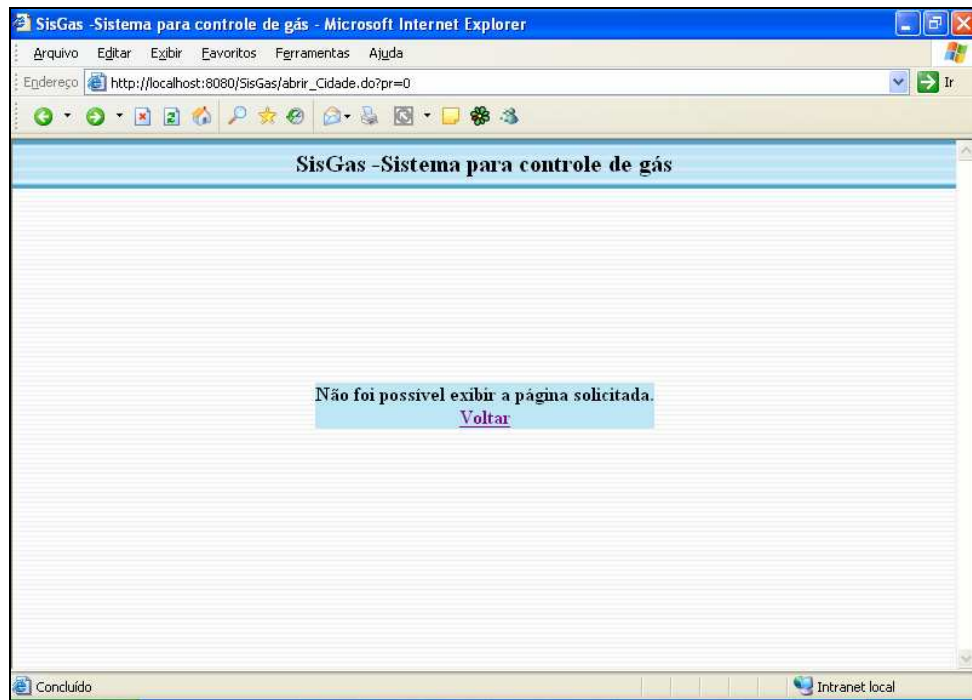 SisGas -Sistema para controle de gás - Microsoft Internet Explorer
Arquivo Editar Exibir Favoritos Ferramentas Ajuda
Endereço http://localhost:8080/SisGas/abrir_Cidade.do?pr=0 Ir
SisGas -Sistema para controle de gás
Não foi possível exibir a página solicitada.
Voltar
Concluído Intranet local